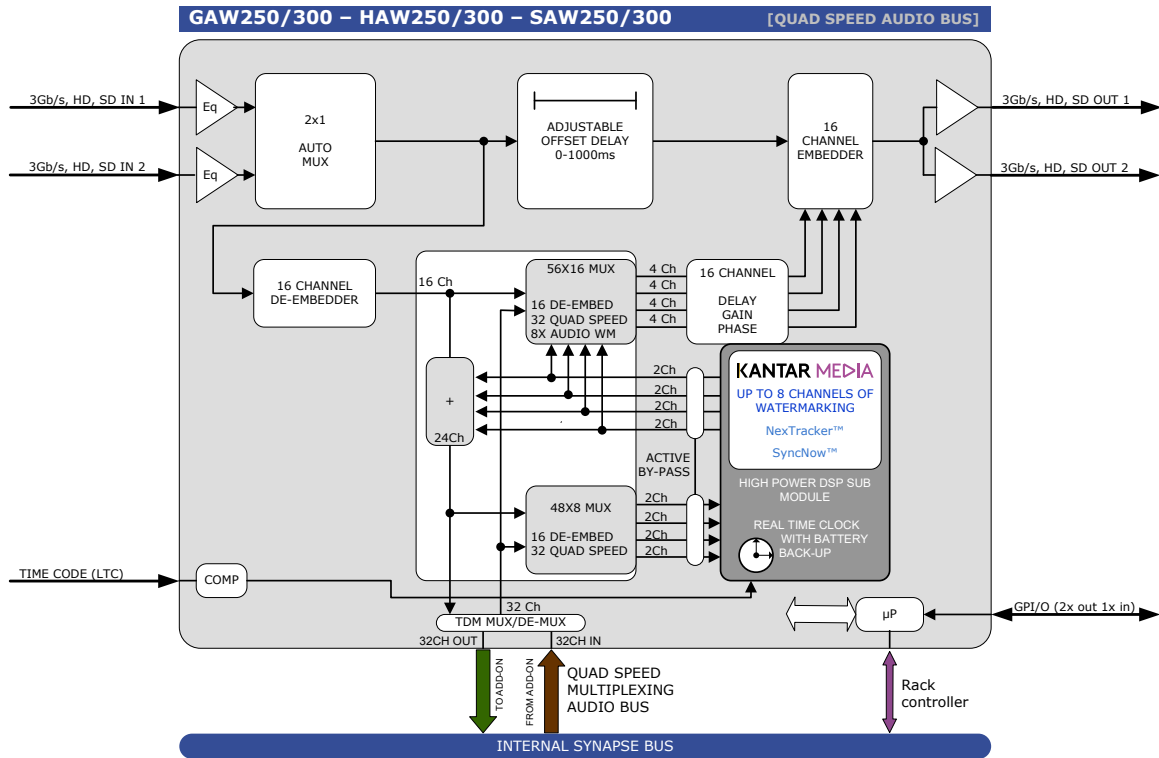 GAW250/300 – HAW250/300 – SAW250/300 [QUAD SPEED AUDIO BUS]
3Gb/s, HD, SD IN 1
Eq
2x1
AUTO
MUX
ADJUSTABLE
OFFSET DELAY
0-1000ms
16
CHANNEL
EMBEDDER
3Gb/s, HD, SD OUT 1
3Gb/s, HD, SD IN 2
Eq
3Gb/s, HD, SD OUT 2
16 CHANNEL
DE-EMBEDDER
16 Ch
56X16 MUX
16 DE-EMBED
32 QUAD SPEED
8X AUDIO WM
4 Ch
4 Ch
4 Ch
4 Ch
16 CHANNEL
DELAY
GAIN
PHASE
+
24Ch
2Ch
2Ch
2Ch
2Ch
KANTAR MEDIA
UP TO 8 CHANNELS OF
WATERMARKING
NexTracker™
SyncNow™
ACTIVE
BY-PASS
HIGH POWER DSP SUB
MODULE
REAL TIME CLOCK
WITH BATTERY
BACK-UP
48X8 MUX
16 DE-EMBED
32 QUAD SPEED
2Ch
2Ch
2Ch
2Ch
TIME CODE (LTC)
COMP
32 Ch
TDM MUX/DE-MUX
32CH OUT
32CH IN
µP
GPI/O (2x out 1x in)
TO ADD-ON
FROM ADD-ON
QUAD SPEED
MULTIPLEXING
AUDIO BUS
Rack
controller
INTERNAL SYNAPSE BUS